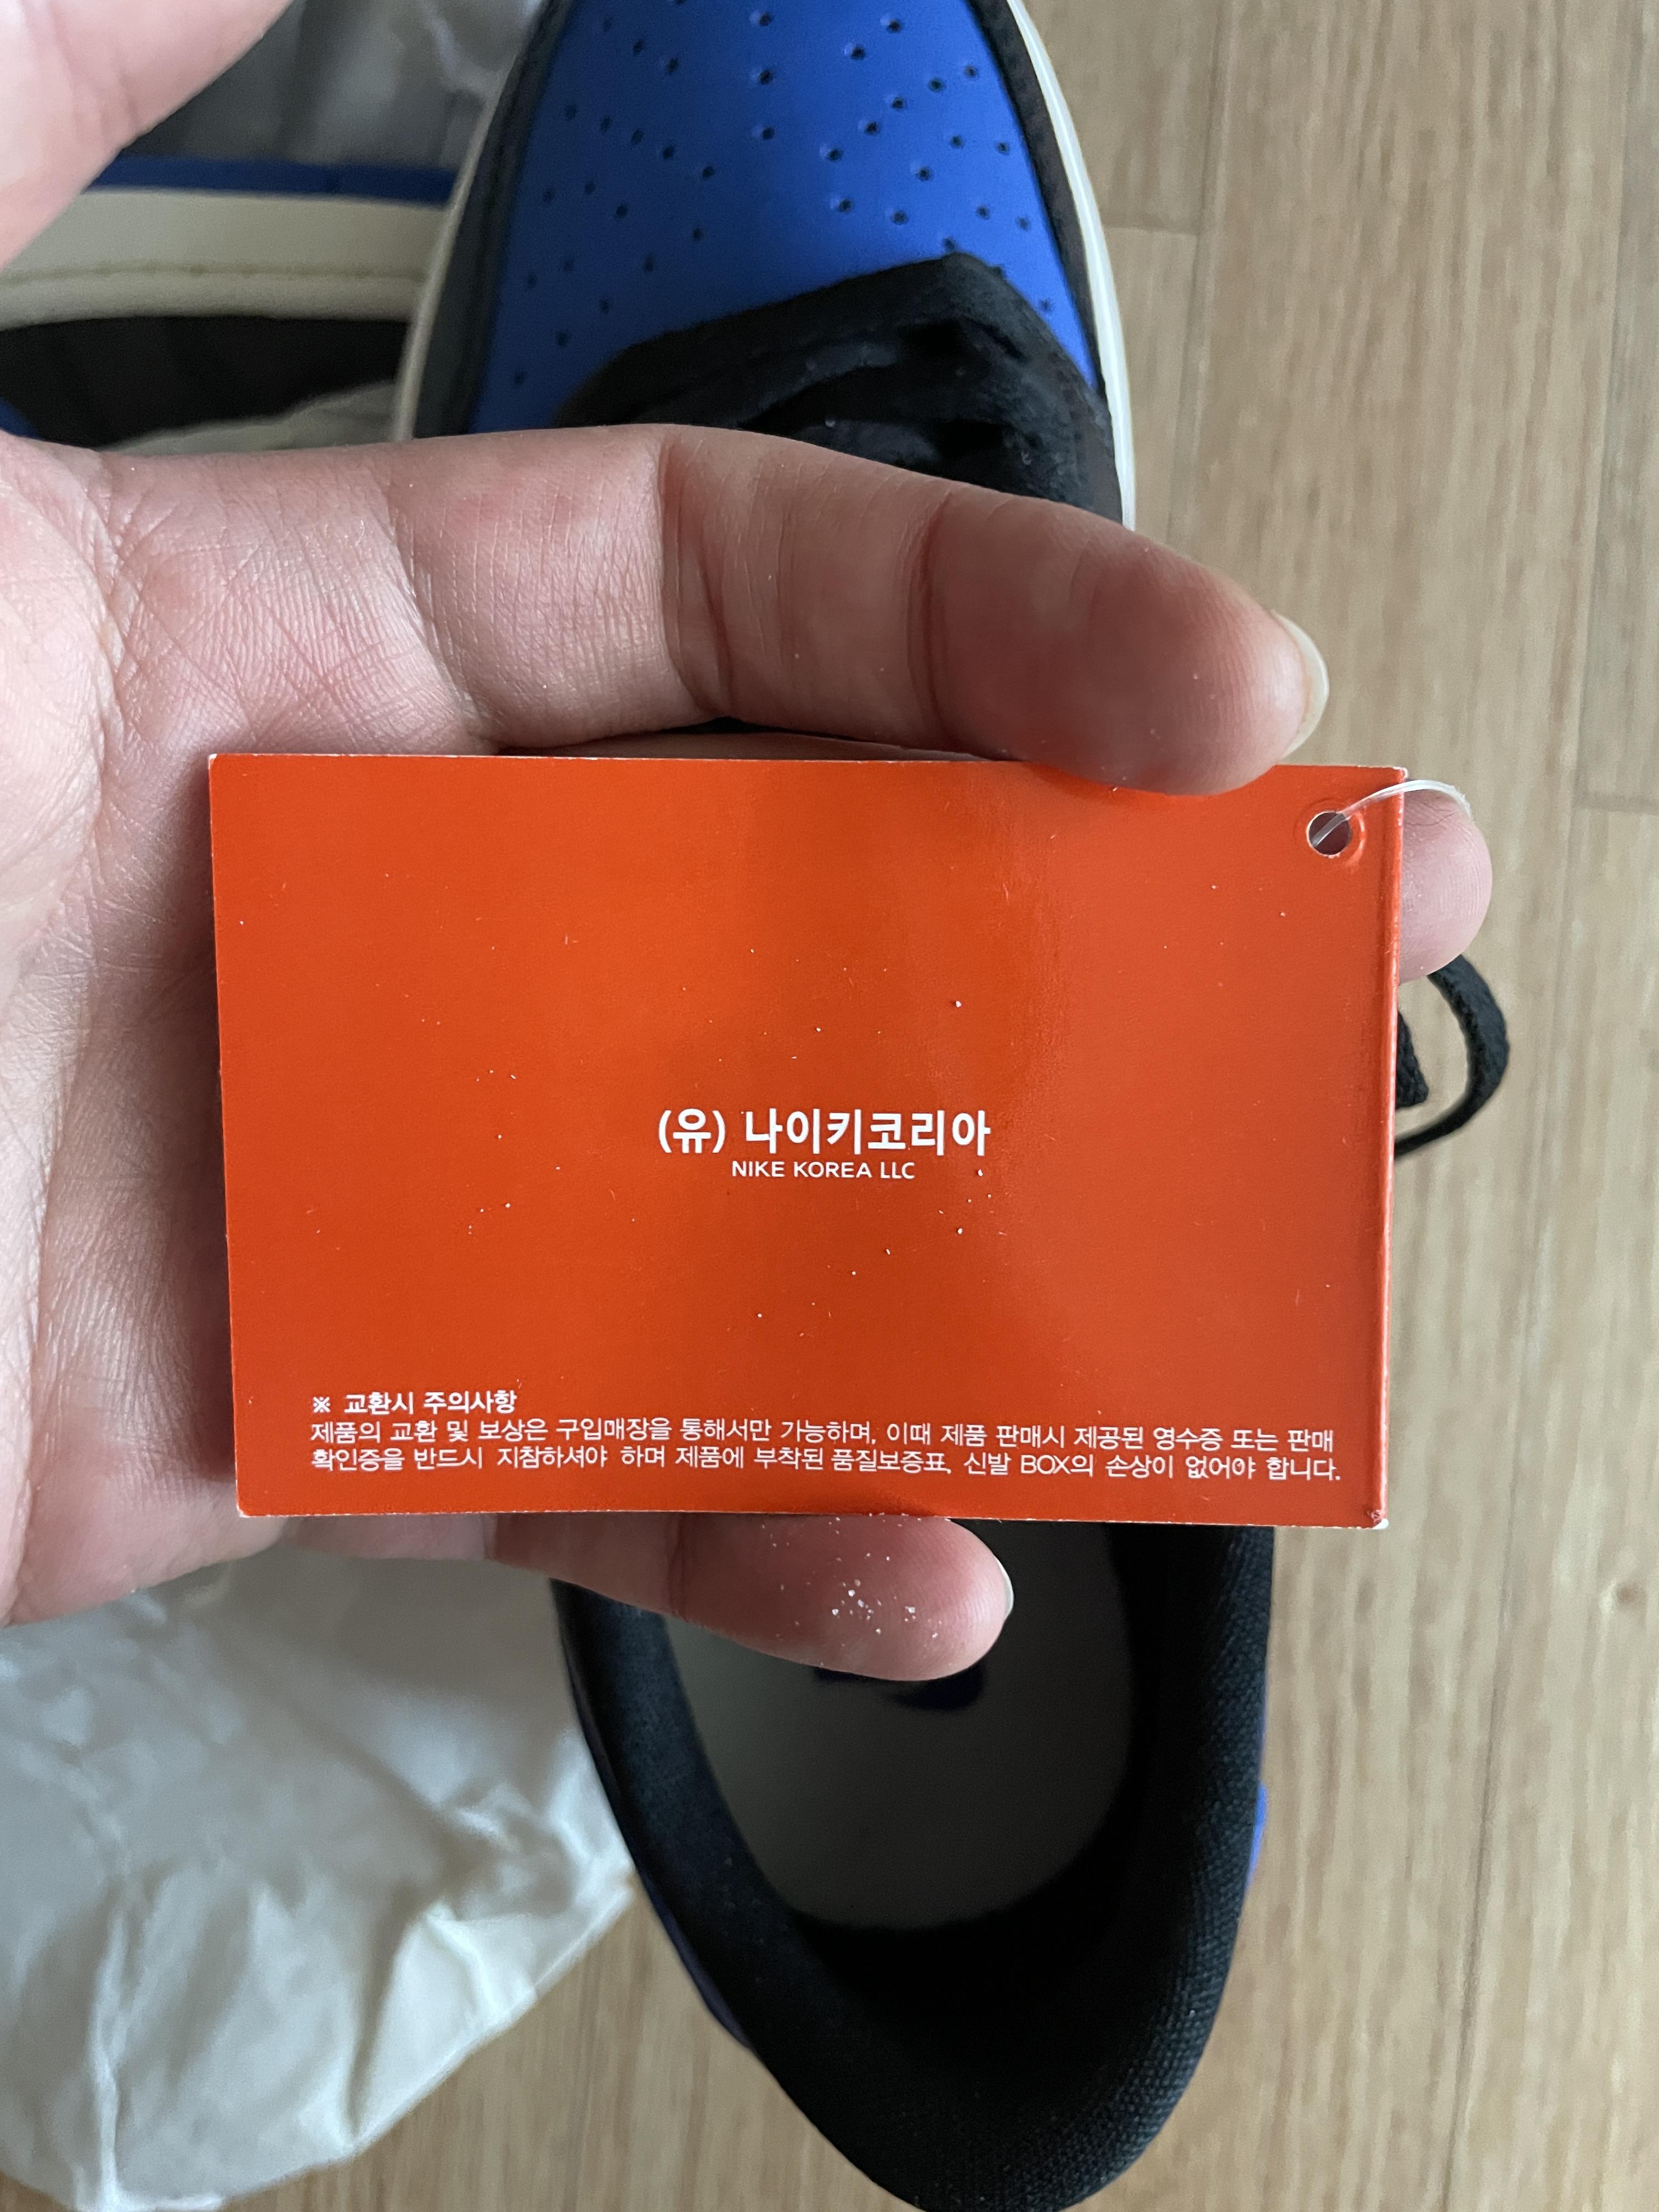 (유) 나이키코리아
NIKE KOREA LLC
※ 교환시 주의사항
제품의 교환 및 보상은 구입매장을 통해서만 가능하며, 이때 제품 판매시 제공된 영수증 또는 판매
확인증을 반드시 지참하셔야 하며 제품에 부착된 품질보증표, 신발 BOX의 손상이 없어야 합니다.